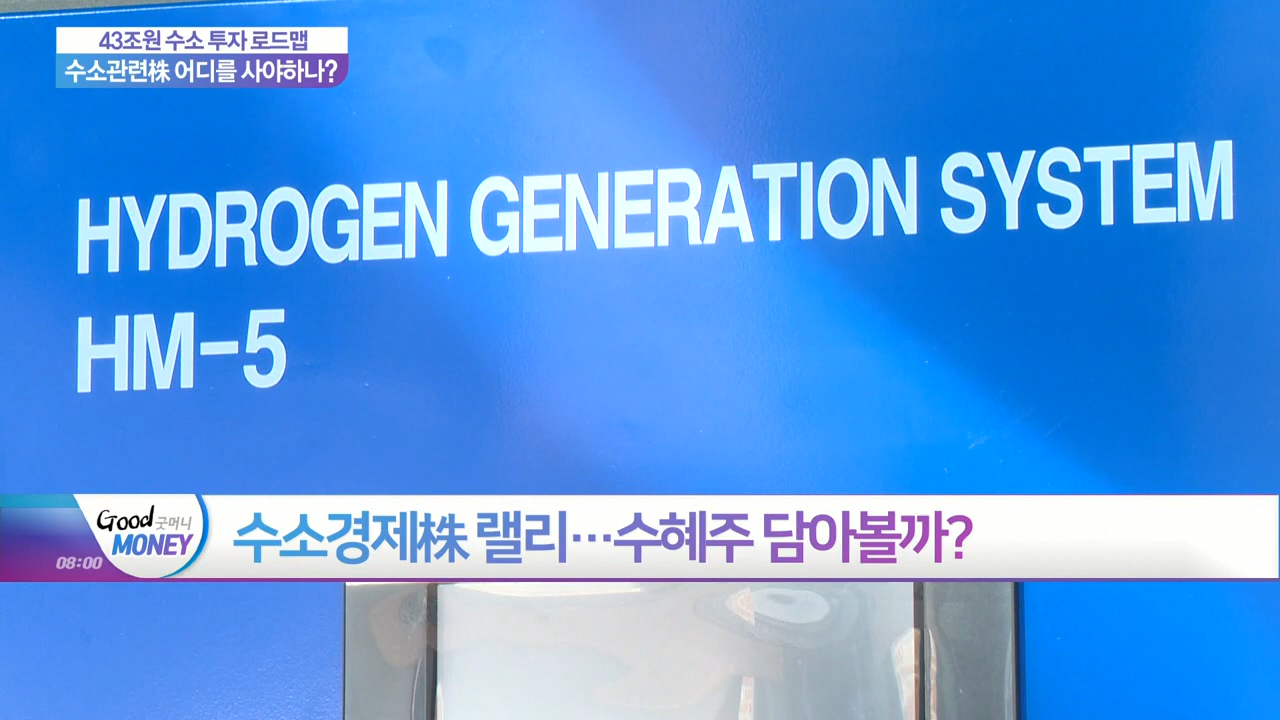 43조원 수소 투자 로드맵
수소관련株 어디를 사야하나?
HYDROGEN GENERATION SYSTEM
HM-5
Good 굿머니
MONEY
08:00
수소경제株 랠리…수혜주 담아볼까?